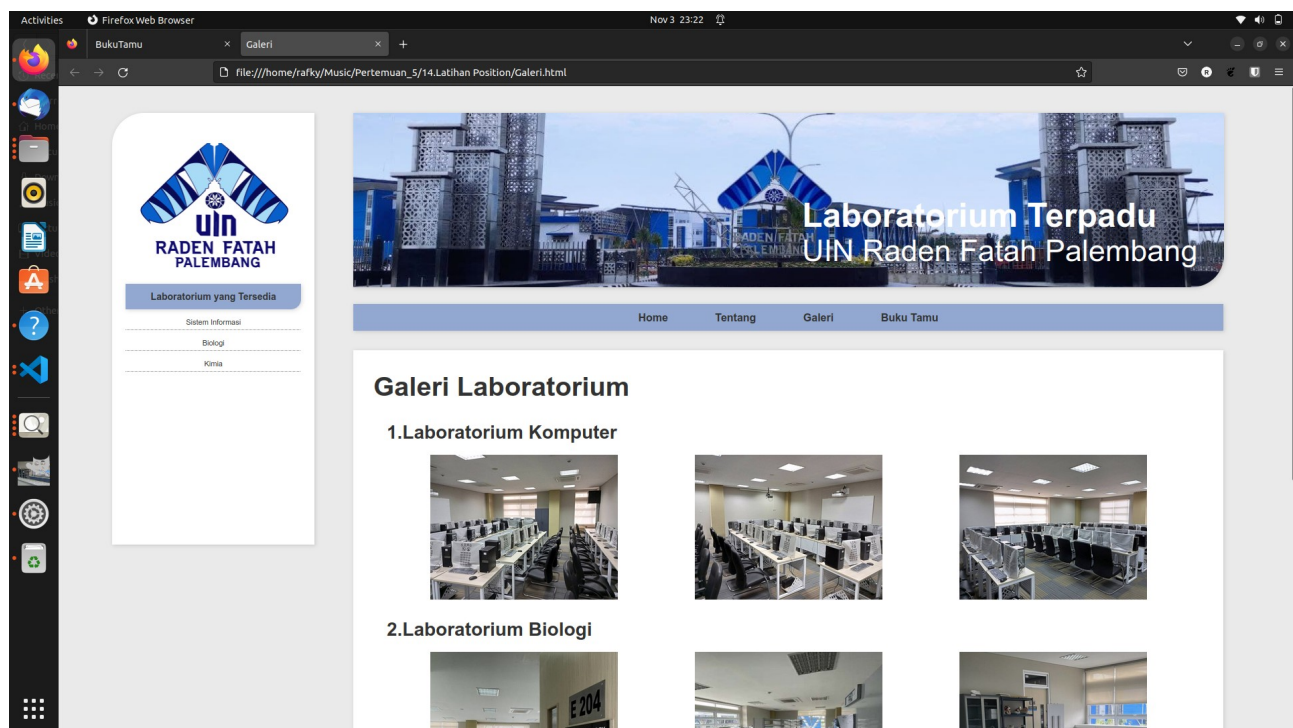 Activities
Firefox Web Browser
Nov 3 23:22
BukuTamu
Galeri
file:///home/rafky/Music/Pertemuan_5/14.Latihan Position/Galeri.html
UIN
RADEN FATAH
PALEMBANG
Laboratorium yang Tersedia
Sistem Informasi
Biologi
Kimia
Laboratorium Terpadu
UIN Raden Fatah Palembang
Home Tentang Galeri Buku Tamu
Galeri Laboratorium
1.Laboratorium Komputer
2.Laboratorium Biologi
E 204